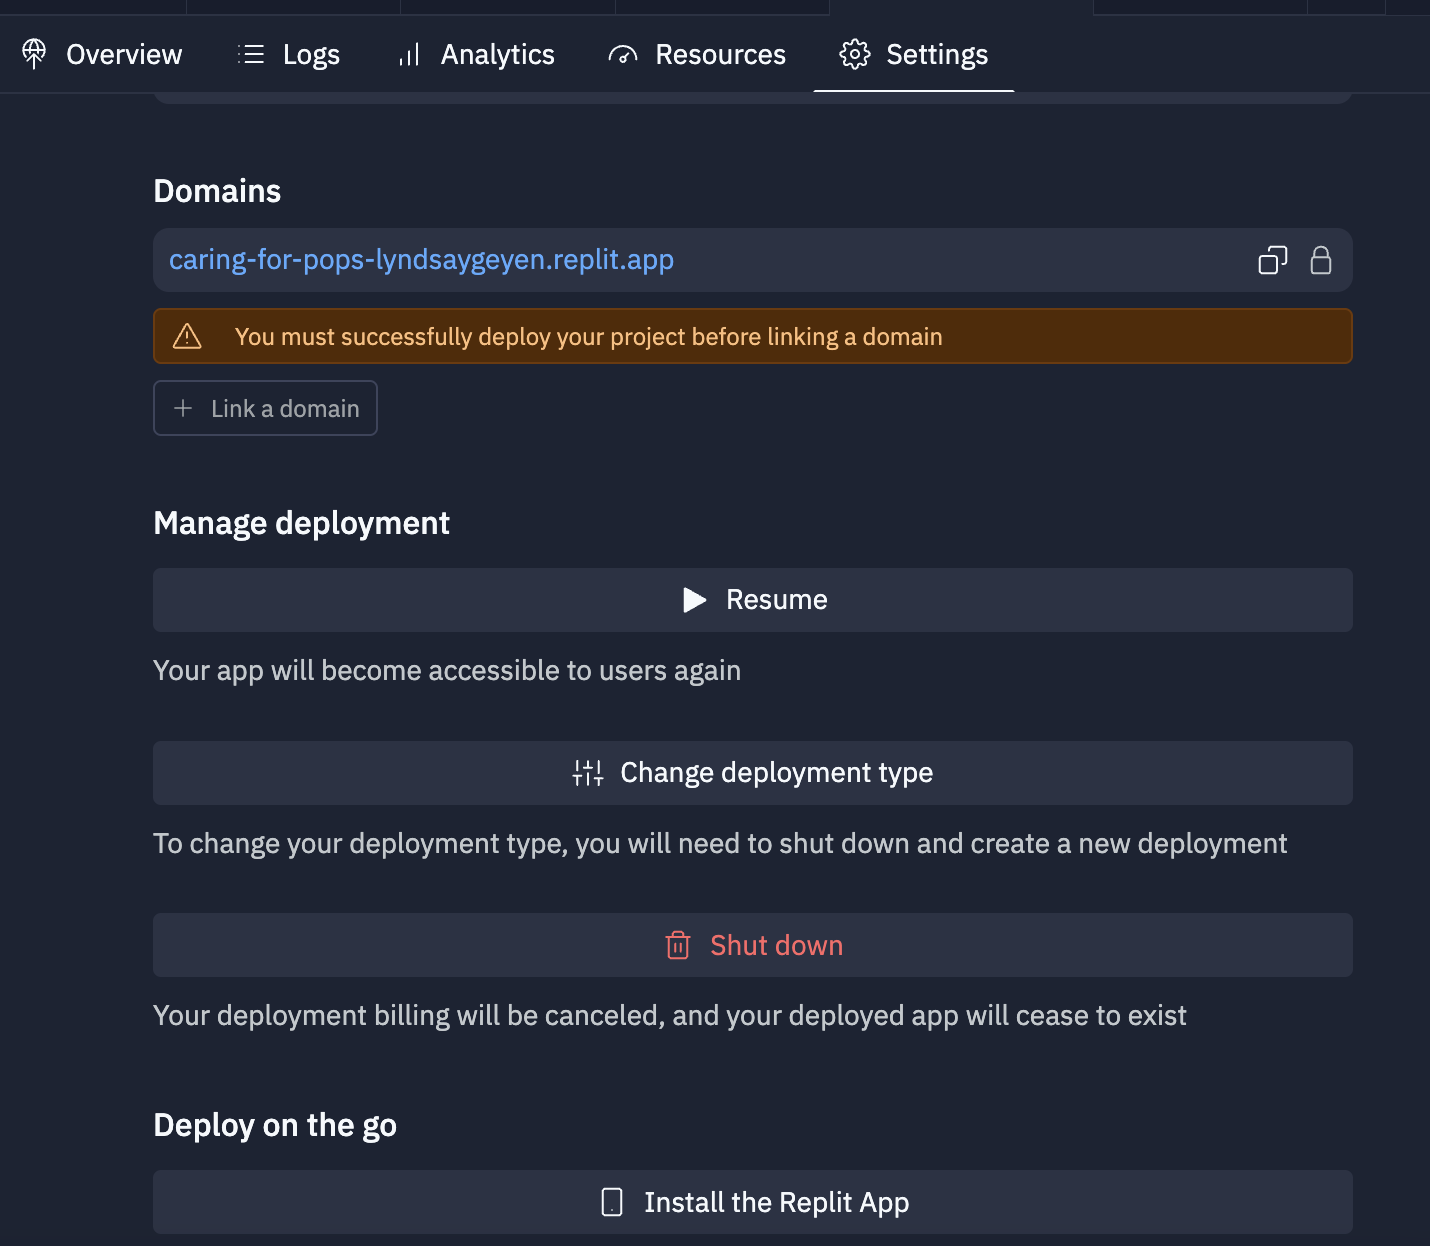 Overview
Logs
Analytics
Resources
Settings
Domains
caring-for-pops-lyndsaygeyen.replit.app
You must successfully deploy your project before linking a domain
Link a domain
Manage deployment
Resume
Your app will become accessible to users again
Change deployment type
To change your deployment type, you will need to shut down and create a new deployment
Shut down
Your deployment billing will be canceled, and your deployed app will cease to exist
Deploy on the go
Install the Replit App